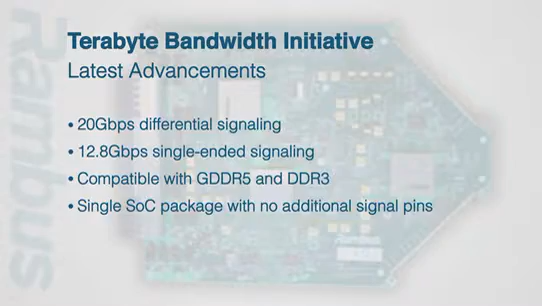 Terabyte Bandwidth Initiative
Latest Advancements
• 20Gbps differential signaling
• 12.8Gbps single-ended signaling
• Compatible with GDDR5 and DDR3
• Single SoC package with no additional signal pins
Rambus